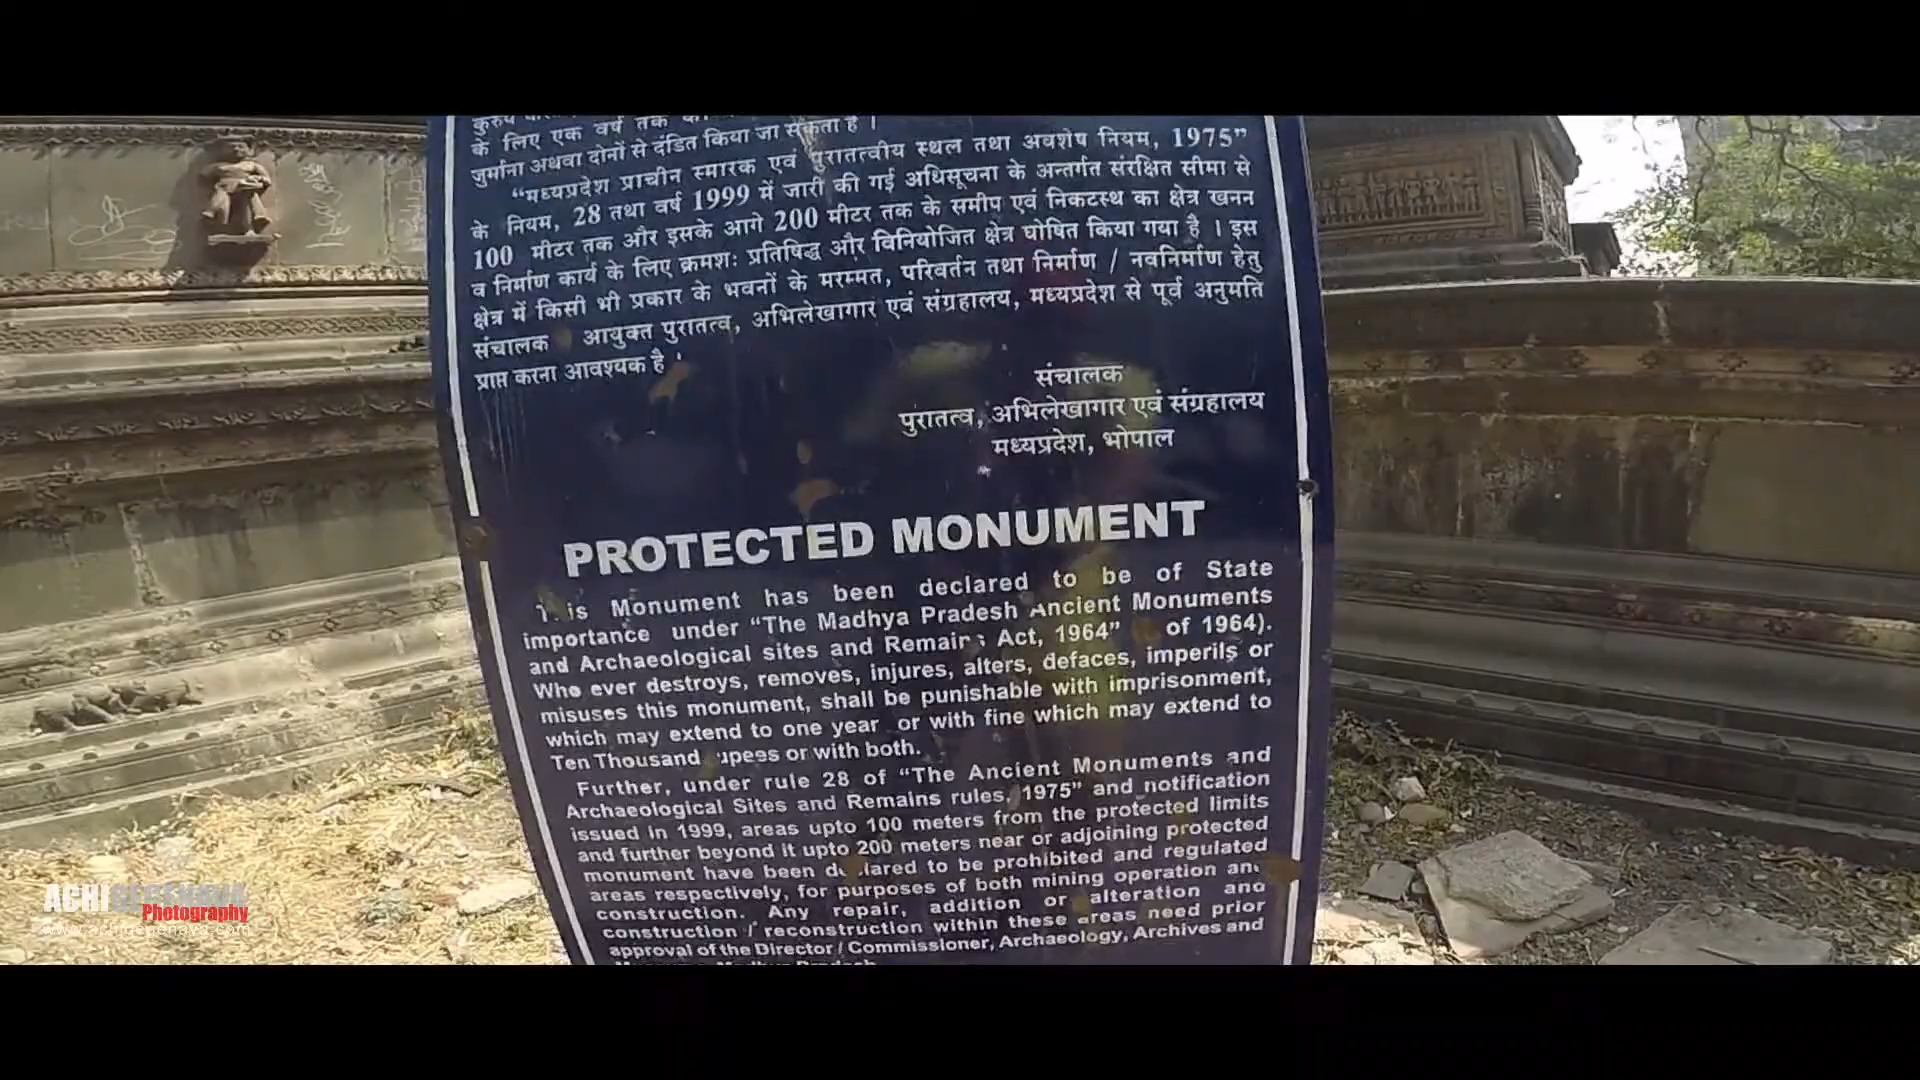 के लिए एक वर्ष तक
जुर्माना अथवा दोनों से दंडित किया जा सकता है ।
“मध्यप्रदेश प्राचीन स्मारक एवं पुरातत्वीय स्थल तथा अवशेष नियम, 1975”
के नियम, 28 तथा वर्ष 1999 में जारी की गई अधिसूचना के अन्तर्गत संरक्षित सीमा से
100 मीटर तक और इसके आगे 200 मीटर तक के समीप एवं निकटस्थ का क्षेत्र खनन
व निर्माण कार्य के लिए क्रमशः प्रतिषिद्ध और विनियोजित क्षेत्र घोषित किया गया है । इस
क्षेत्र में किसी भी प्रकार के भवनों के मरम्मत, परिवर्तन तथा निर्माण / नवनिर्माण हेतु
संचालक आयुक्त पुरातत्व, अभिलेखागार एवं संग्रहालय, मध्यप्रदेश से पूर्व अनुमति
प्राप्त करना आवश्यक है ।
संचालक
पुरातत्व, अभिलेखागार एवं संग्रहालय
मध्यप्रदेश, भोपाल
PROTECTED MONUMENT
This Monument has been declared to be of State
importance under “The Madhya Pradesh Ancient Monuments
and Archaeological sites and Remains Act, 1964” of 1964).
Who ever destroys, removes, injures, alters, defaces, imperils or
misuses this monument, shall be punishable with imprisonment,
which may extend to one year or with fine which may extend to
Ten Thousand upees or with both.
Further, under rule 28 of “The Ancient Monuments and
Archaeological Sites and Remains rules, 1975” and notification
issued in 1999, areas upto 100 meters from the protected limits
and further beyond it upto 200 meters near or adjoining protected
monument have been declared to be prohibited and regulated
areas respectively, for purposes of both mining operation and
construction. Any repair, addition or alteration and
construction / reconstruction within these areas need prior
approval of the Director / Commissioner, Archaeology, Archives and
ACHIGEGENAVA
Photography
www.achigegenava.com